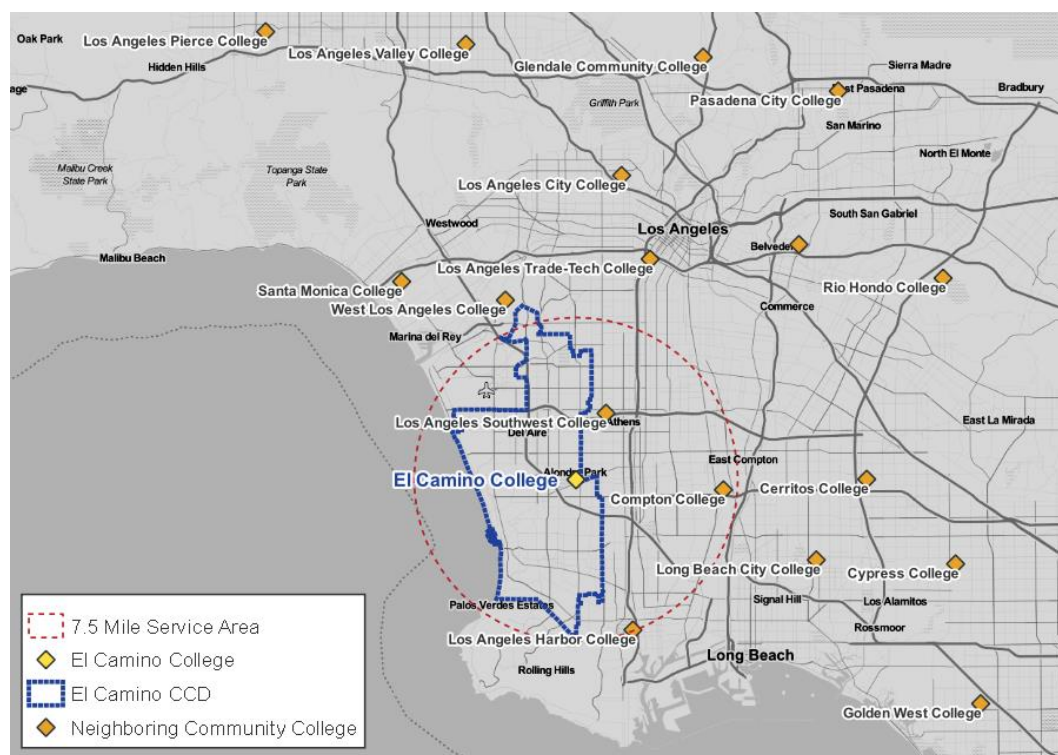 Oak Park
Los Angeles Pierce College
Los Angeles Valley College
Hidden Hills
Glendale Community College
Sierra Madre
age
Griffith Park
Pasadena City College
st Pasadena
Bradbury
San Marino
North El Monte
Malibu Creek
State Park
Topanga State
Park
Los Angeles City College
Westwood
South San Gabriel
Los Angeles
Belveder
Malibu Beach
Los Angeles Trade-Tech College
Santa Monica College
Rio Hondo College
West Los Angeles College
Commerce
Marina del Rey
Los Angeles Southwest College
Athens
East La Mirada
Del Aire
East Compton
Alondra Park
El Camino College
Compton College
Cerritos College
Long Beach City College
Cypress College
Signal Hill
Los Alamitos
Palos Verdes Estates
Rossmoor
Los Angeles Harbor College
Long Beach
Rolling Hills
Golden West College
7.5 Mile Service Area
El Camino College
El Camino CCD
Neighboring Community College